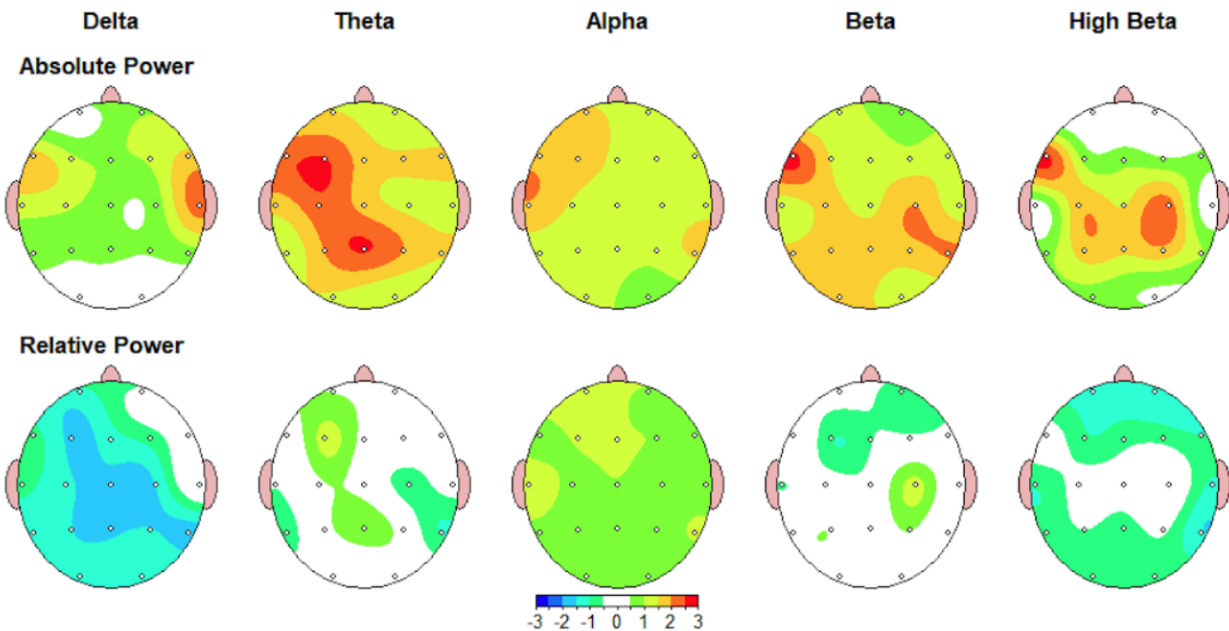 Delta Theta Alpha Beta High Beta
Absolute Power
Relative Power
-3 -2 -1 0 1 2 3